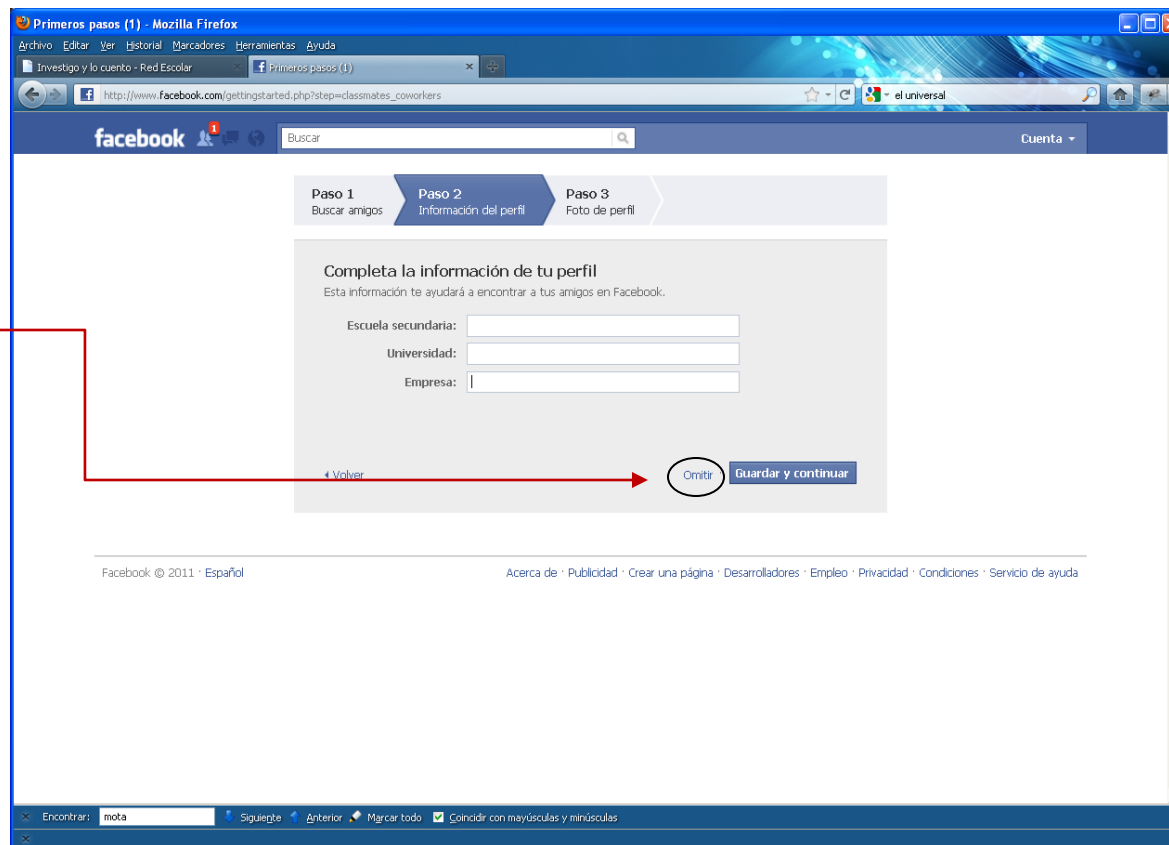 Primeros pasos (1) - Mozilla Firefox
Archivo Editar Ver Historial Marcadores Herramientas Ayuda
Investigo y lo cuento - Red Escolar
Primeros pasos (1)
http://www.facebook.com/gettingstarted.php?step=classmates_coworkers
el universal
facebook
1
Buscar
Cuenta
Paso 1
Buscar amigos
Paso 2
Información del perfil
Paso 3
Foto de perfil
Completa la información de tu perfil
Esta información te ayudará a encontrar a tus amigos en Facebook.
Escuela secundaria:
Universidad:
Empresa:
Volver
Omitir
Guardar y continuar
Facebook © 2011 · Español
Acerca de · Publicidad · Crear una página · Desarrolladores · Empleo · Privacidad · Condiciones · Servicio de ayuda
Encontrar: mota Siguiente Anterior Marcar todo Coincidir con mayúsculas y minúsculas